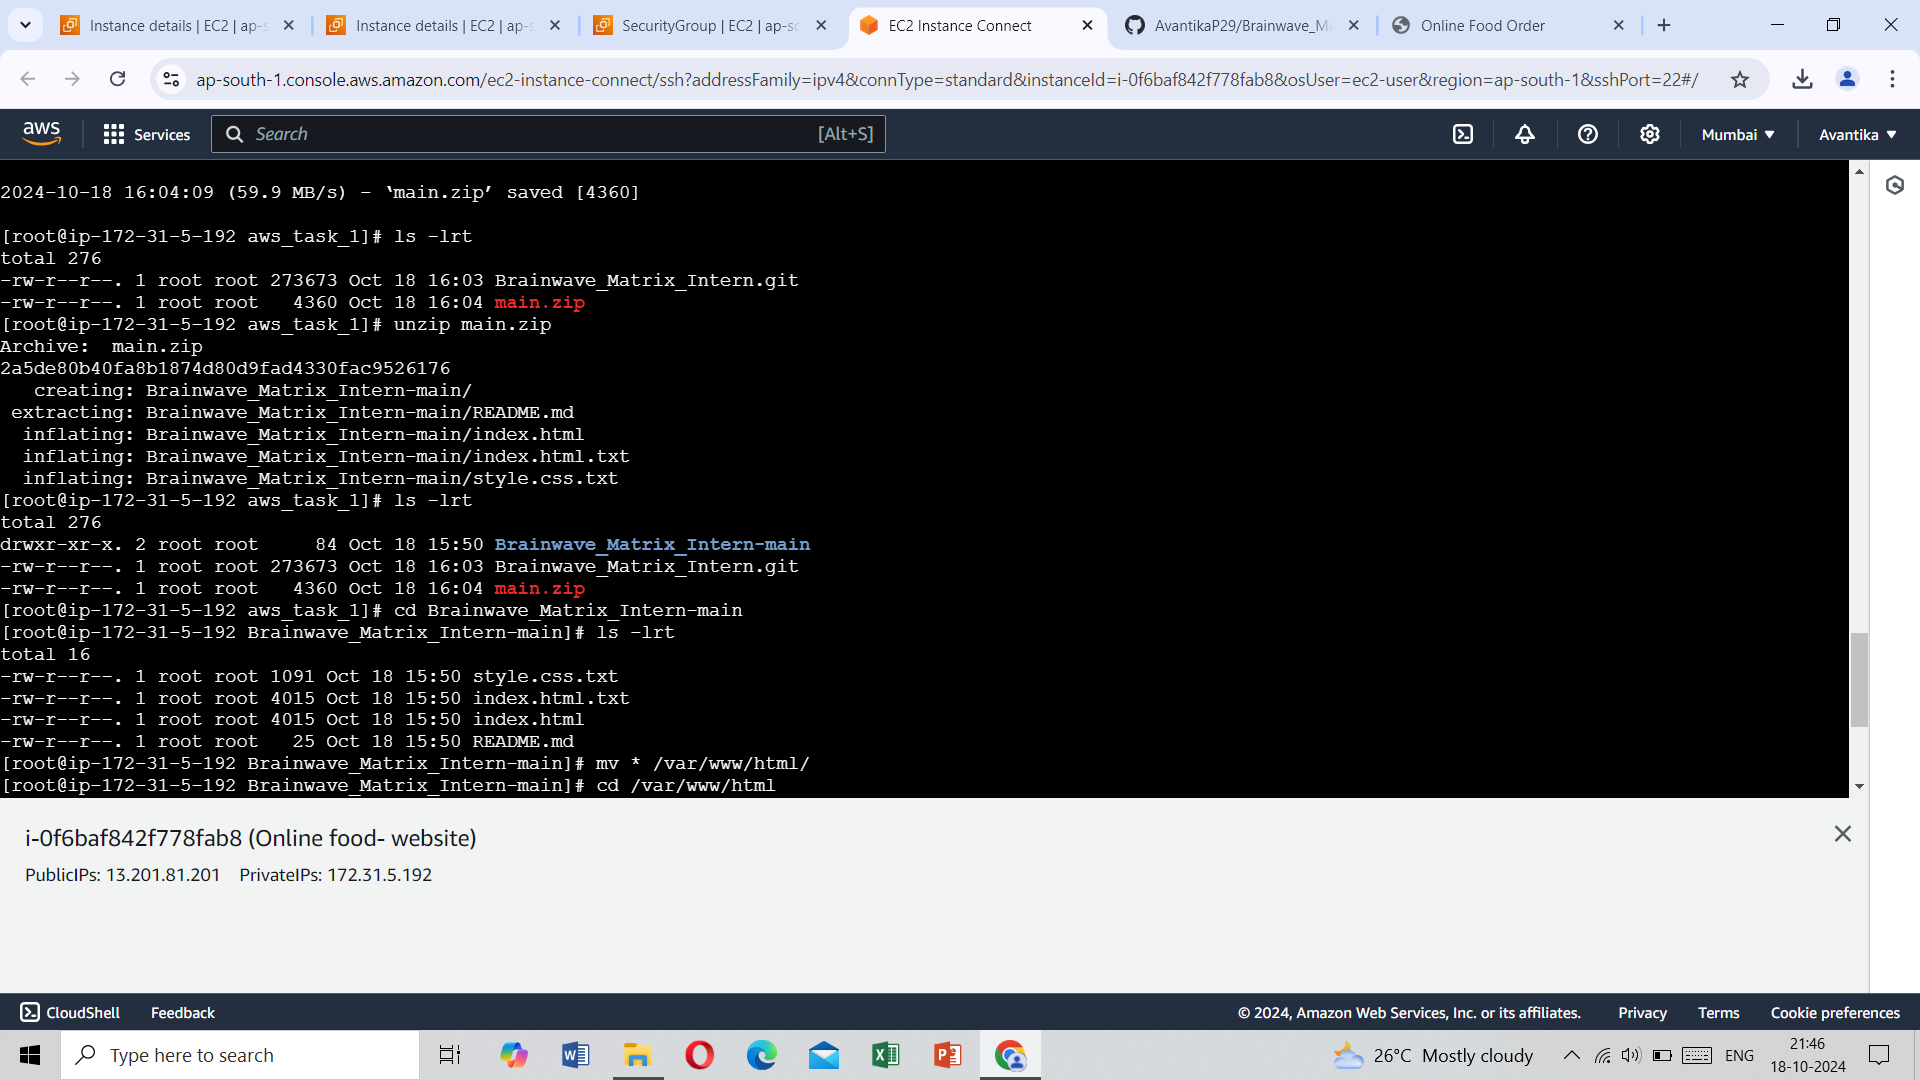 Instance details | EC2 | ap-s
Instance details | EC2 | ap-s
SecurityGroup | EC2 | ap-sc
EC2 Instance Connect
AvantikaP29/Brainwave_Ma
Online Food Order
ap-south-1.console.aws.amazon.com/ec2-instance-connect/ssh?addressFamily=ipv4&connType=standard&instanceId=i-0f6baf842f778fab8&osUser=ec2-user&region=ap-south-1&sshPort=22#/
aws
Services
Search
[Alt+S]
Mumbai
Avantika
2024-10-18 16:04:09 (59.9 MB/s) - ‘main.zip’ saved [4360]
[root@ip-172-31-5-192 aws_task_1]# ls -lrt
total 276
-rw-r--r--. 1 root root 273673 Oct 18 16:03 Brainwave_Matrix_Intern.git
-rw-r--r--. 1 root root   4360 Oct 18 16:04 main.zip
[root@ip-172-31-5-192 aws_task_1]# unzip main.zip
Archive:  main.zip
2a5de80b40fa8b1874d80d9fad4330fac9526176
   creating: Brainwave_Matrix_Intern-main/
 extracting: Brainwave_Matrix_Intern-main/README.md
  inflating: Brainwave_Matrix_Intern-main/index.html
  inflating: Brainwave_Matrix_Intern-main/index.html.txt
  inflating: Brainwave_Matrix_Intern-main/style.css.txt
[root@ip-172-31-5-192 aws_task_1]# ls -lrt
total 276
drwxr-xr-x. 2 root root     84 Oct 18 15:50 Brainwave_Matrix_Intern-main
-rw-r--r--. 1 root root 273673 Oct 18 16:03 Brainwave_Matrix_Intern.git
-rw-r--r--. 1 root root   4360 Oct 18 16:04 main.zip
[root@ip-172-31-5-192 aws_task_1]# cd Brainwave_Matrix_Intern-main
[root@ip-172-31-5-192 Brainwave_Matrix_Intern-main]# ls -lrt
total 16
-rw-r--r--. 1 root root 1091 Oct 18 15:50 style.css.txt
-rw-r--r--. 1 root root 4015 Oct 18 15:50 index.html.txt
-rw-r--r--. 1 root root 4015 Oct 18 15:50 index.html
-rw-r--r--. 1 root root   25 Oct 18 15:50 README.md
[root@ip-172-31-5-192 Brainwave_Matrix_Intern-main]# mv * /var/www/html/
[root@ip-172-31-5-192 Brainwave_Matrix_Intern-main]# cd /var/www/html
i-0f6baf842f778fab8 (Online food- website)
PublicIPs: 13.201.81.201 PrivateIPs: 172.31.5.192
CloudShell
Feedback
© 2024, Amazon Web Services, Inc. or its affiliates.
Privacy
Terms
Cookie preferences
Type here to search
26°C Mostly cloudy
ENG
21:46
18-10-2024